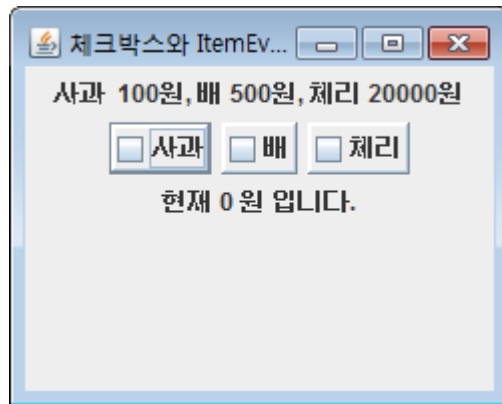 체크박스와 ItemEv...
사과 100원, 배 500원, 체리 20000원
사과 배 체리
현재 0 원 입니다.